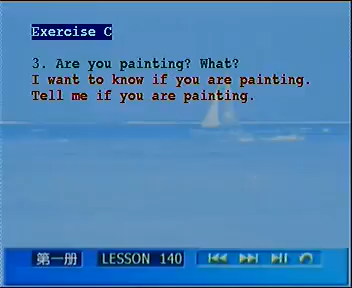 Exercise C
3. Are you painting? What?
I want to know if you are painting.
Tell me if you are painting.
第一册 LESSON 140